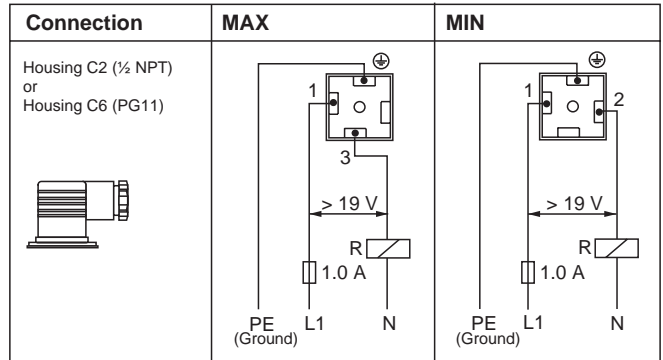 Connection
MAX
MIN
Housing C2 (½ NPT)
or
Housing C6 (PG11)
1
3
> 19 V
R
1.0 A
PE
(Ground)
L1
N
1
2
> 19 V
R
1.0 A
PE
(Ground)
L1
N